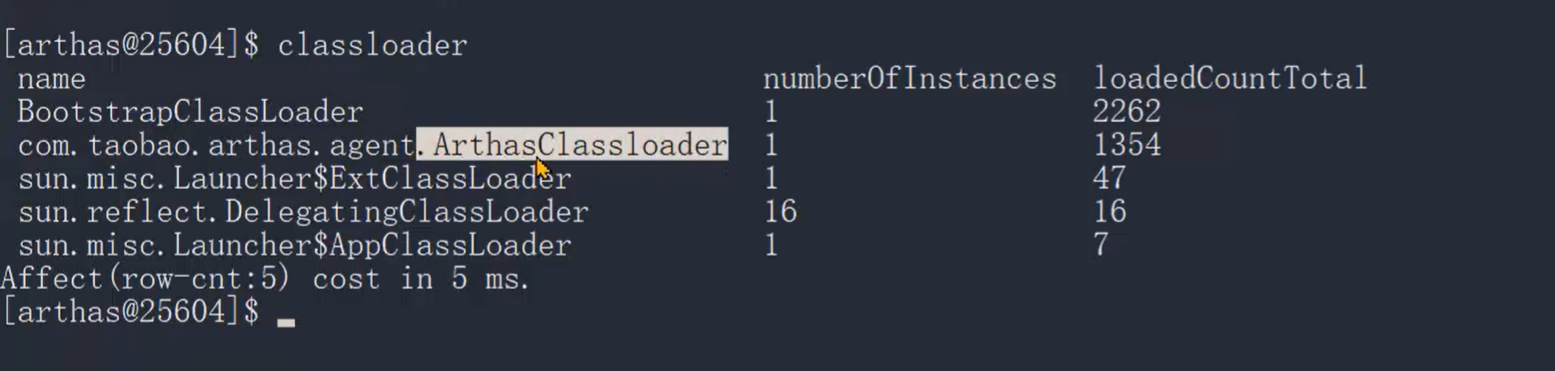 [arthas@25604]$ classloader
name numberOfInstances loadedCountTotal
BootstrapClassLoader 1 2262
com.taobao.arthas.agent.ArthasClassloader 1 1354
sun.misc.Launcher$ExtClassLoader 1 47
sun.reflect.DelegatingClassLoader 16 16
sun.misc.Launcher$AppClassLoader 1 7
Affect(row-cnt:5) cost in 5 ms.
[arthas@25604]$